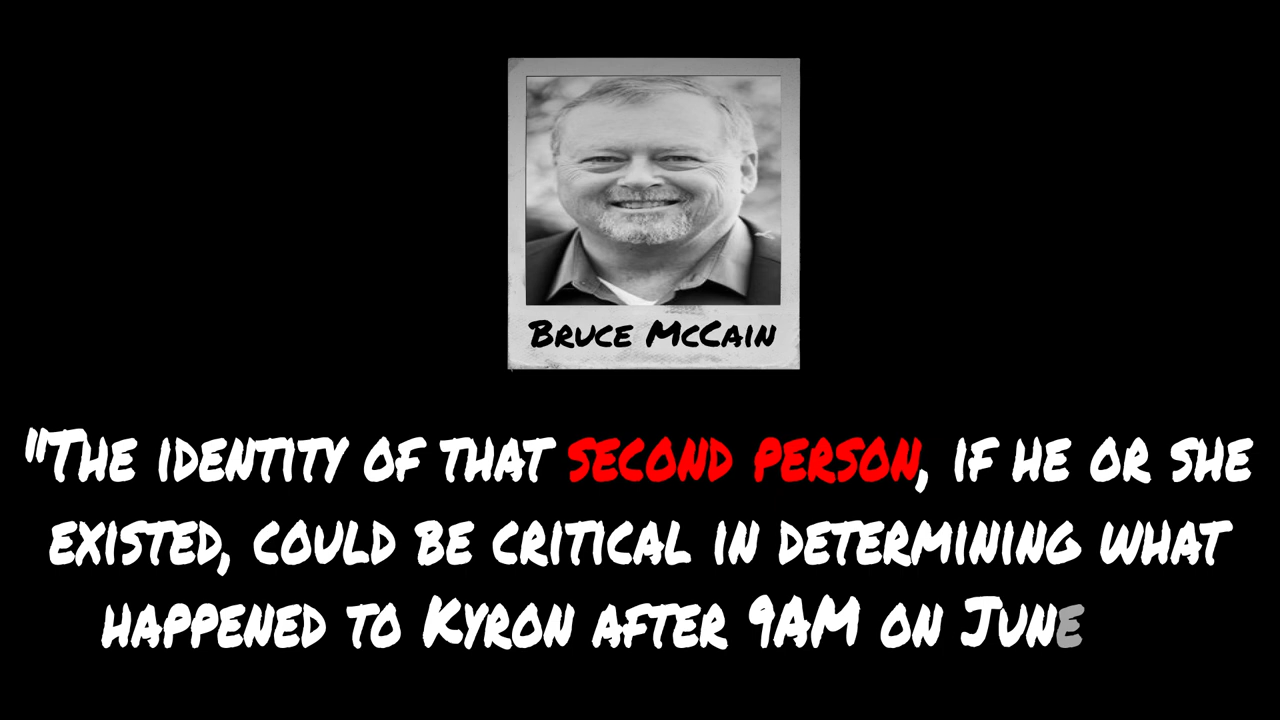 Bruce McCain
"The identity of that second person, if he or she
existed, could be critical in determining what
happened to Kyron after 9AM on June